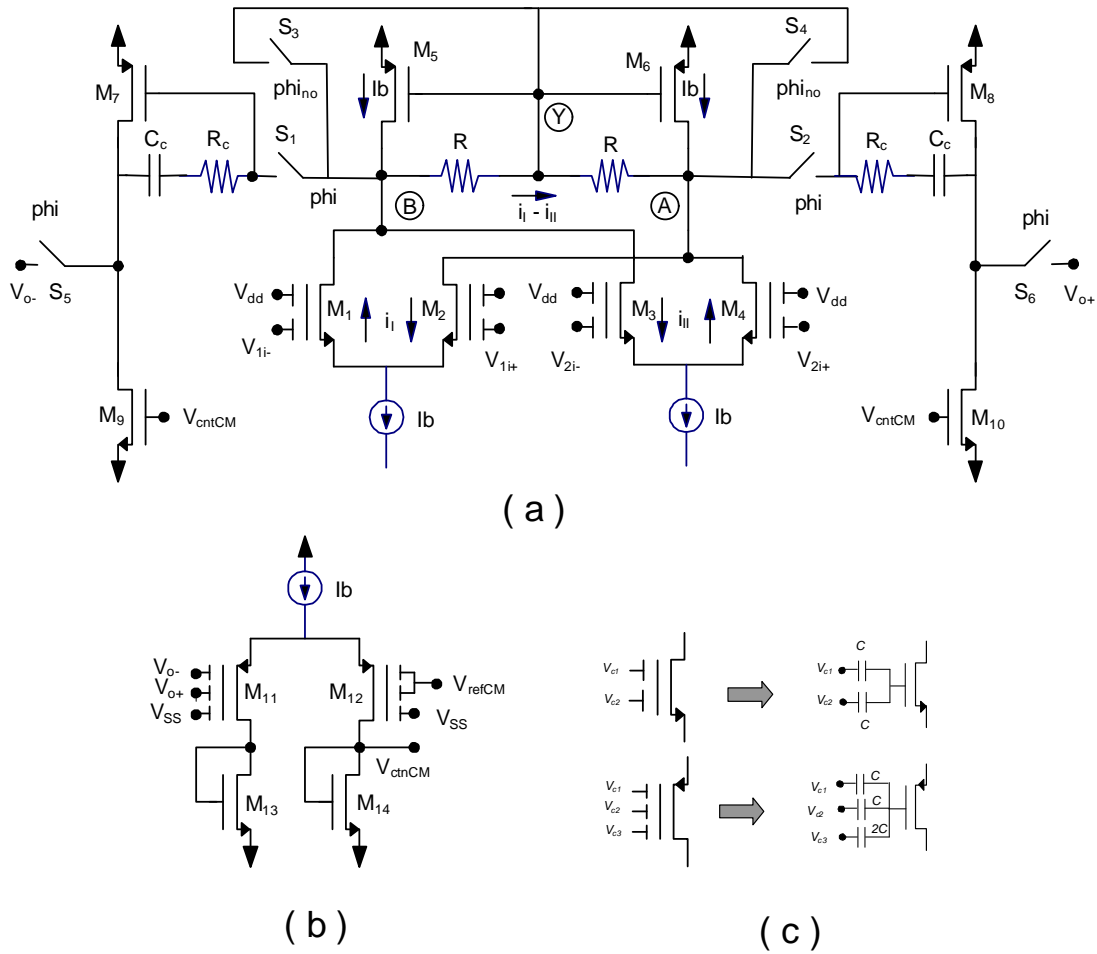 S3
S4
M5
M6
M7
Ib
phino
Ib
phino
M8
Y
Cc
Rc
S1
R
R
S2
Rc
Cc
phi
phi
B
iI - iII
A
phi
phi
Vo-
S5
S6
Vo+
Vdd
M1
iI
M2
Vdd
M3
iII
M4
Vdd
V1i-
V1i+
V2i-
V2i+
M9
VcntCM
Ib
Ib
VcntCM
M10
( a )
Ib
Vo-
Vo+
VSS
M11
M12
VrefCM
VSS
VctnCM
M13
M14
( b )
Vc1
Vc2
C
Vc1
Vc2
C
Vc1
Vc2
Vc3
Vc1
C
Vc2
C
Vc3
2C
( c )